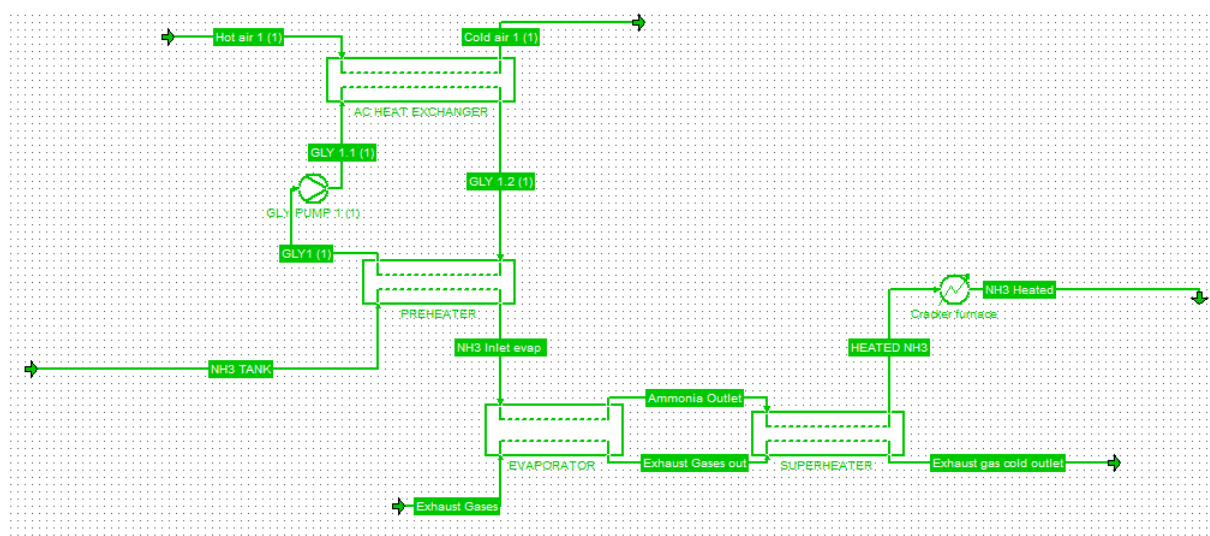 Hot air 1 (1)
Cold air 1 (1)
AC HEAT EXCHANGER
GLY 1.1 (1)
GLY 1.2 (1)
GLY PUMP 1 (1)
GLY1 (1)
PREHEATER
NH3 Heated
Cracker furnace
NH3 Inlet evap
HEATED NH3
NH3 TANK
Ammonia Outlet
EVAPORATOR
Exhaust Gases out
SUPERHEATER
Exhaust gas cold outlet
Exhaust Gases